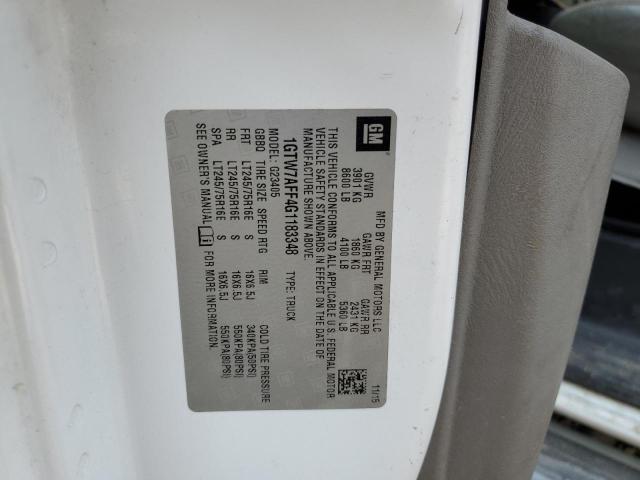 GM
MFD BY GENERAL MOTORS LLC
GVWR GAWR FRT GAWR RR
3901 KG 1860 KG 2431 KG
8600 LB 4100 LB 5360 LB
11/15
THIS VEHICLE CONFORMS TO ALL APPLICABLE U.S. FEDERAL MOTOR
VEHICLE SAFETY STANDARDS IN EFFECT ON THE DATE OF
MANUFACTURE SHOWN ABOVE.
1GTW7AFF4G1183348 TYPE: TRUCK
MODEL: G23405
GBBQ TIRE SIZE SPEED RTG RIM COLD TIRE PRESSURE
FRT LT245/75R16E S 16X6.5J 340KPA(50PSI)
RR LT245/75R16E S 16X6.5J 550KPA(80PSI)
SPA LT245/75R16E S 16X6.5J 550KPA(80PSI)
SEE OWNER'S MANUAL FOR MORE INFORMATION.